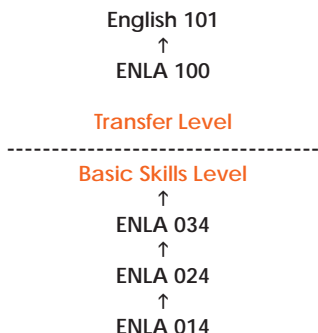 English 101
↑
ENLA 100
Transfer Level
Basic Skills Level
↑
ENLA 034
↑
ENLA 024
↑
ENLA 014